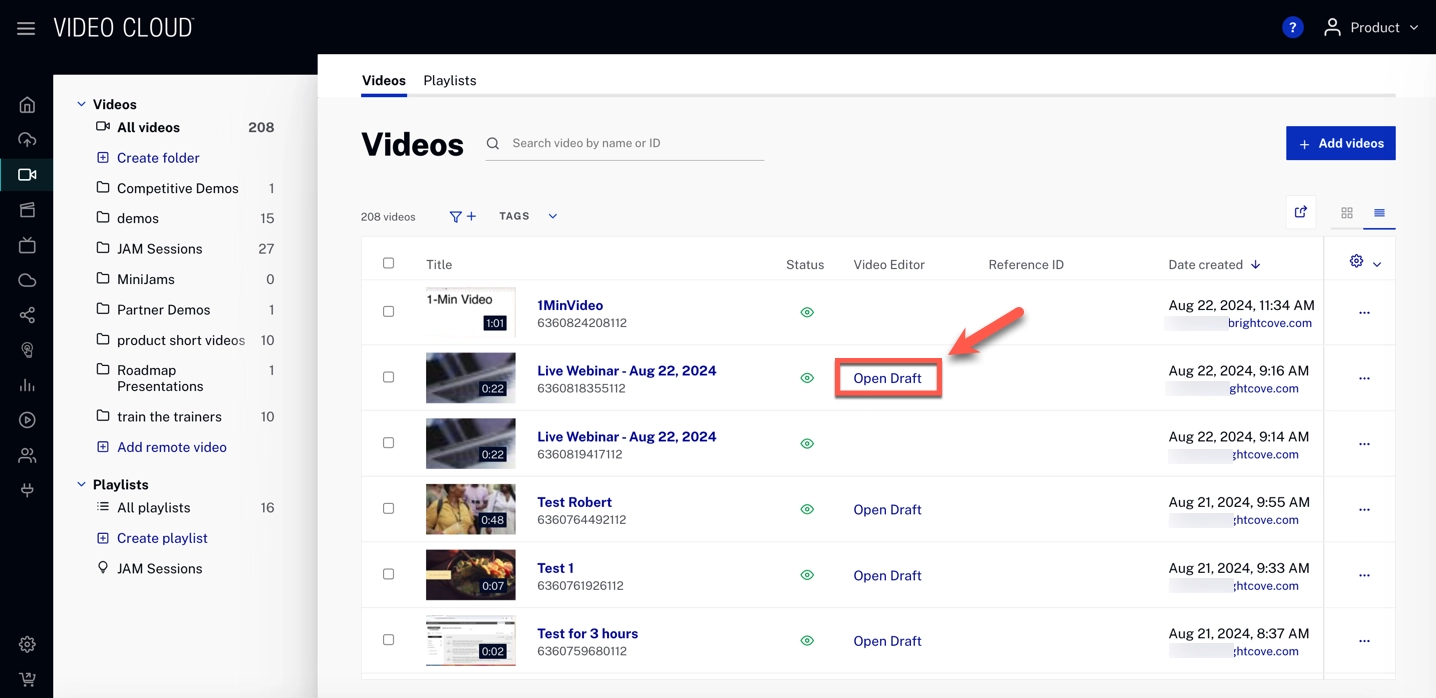 VIDEO CLOUD
? Product
Videos
All videos 208
Create folder
Competitive Demos 1
demos 15
JAM Sessions 27
MiniJams 0
Partner Demos 1
product short videos 10
Roadmap 1
Presentations
train the trainers 10
Add remote video
Playlists
All playlists 16
Create playlist
JAM Sessions
Videos Playlists
Videos Search video by name or ID + Add videos
208 videos + TAGS
Title Status Video Editor Reference ID Date created
1-Min Video
1:01
1MinVideo
6360824208112
Aug 22, 2024, 11:34 AM
brightcove.com
0:22
Live Webinar - Aug 22, 2024
6360818355112
Open Draft
Aug 22, 2024, 9:16 AM
ghtcove.com
0:22
Live Webinar - Aug 22, 2024
6360819417112
Aug 22, 2024, 9:14 AM
ghtcove.com
0:48
Test Robert
6360764492112
Open Draft
Aug 21, 2024, 9:55 AM
ghtcove.com
0:07
Test 1
6360761926112
Open Draft
Aug 21, 2024, 9:33 AM
ghtcove.com
0:02
Test for 3 hours
6360759680112
Open Draft
Aug 21, 2024, 8:37 AM
ghtcove.com